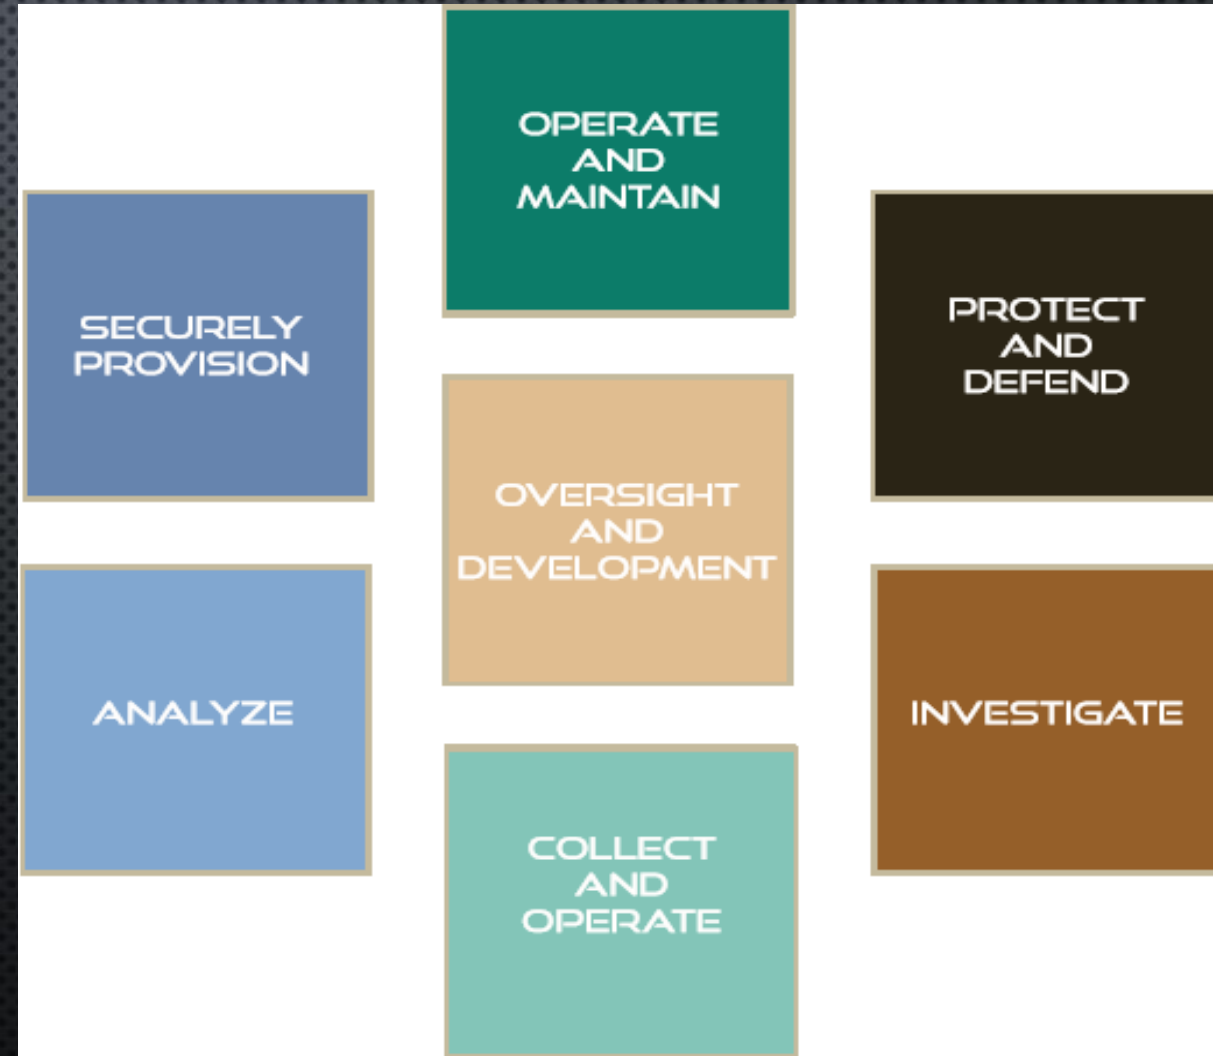 OPERATE
AND
MAINTAIN
SECURELY
PROVISION
PROTECT
AND
DEFEND
OVERSIGHT
AND
DEVELOPMENT
ANALYZE
INVESTIGATE
COLLECT
AND
OPERATE